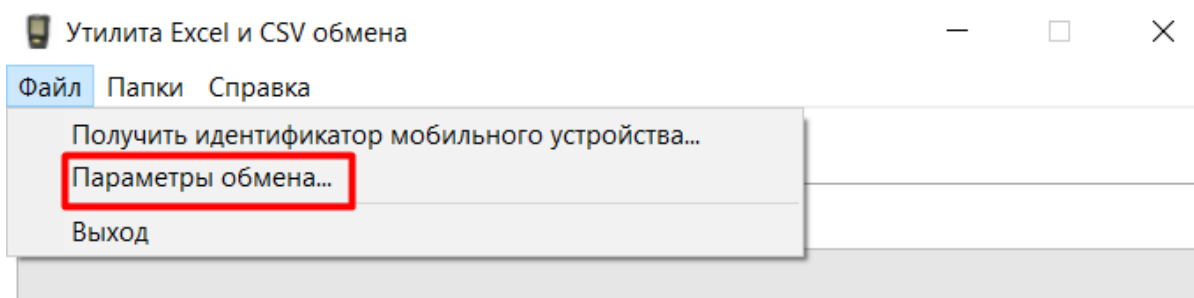 Утилита Excel и CSV обмена
Файл Папки Справка
Получить идентификатор мобильного устройства...
Параметры обмена...
Выход